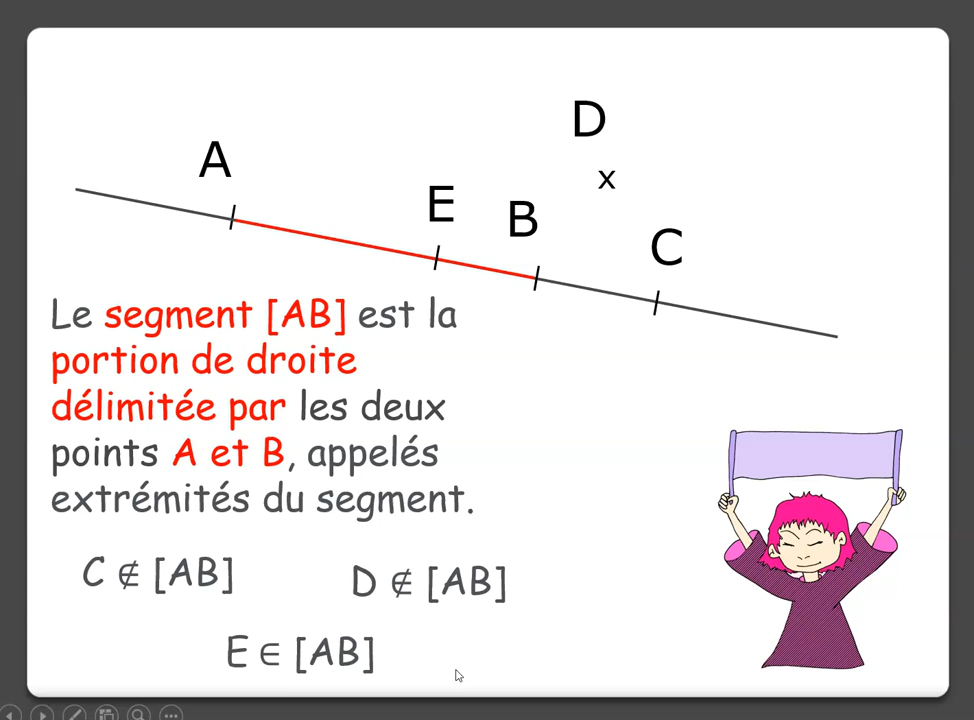 D
A
x
E
B
C
Le segment [AB] est la
portion de droite
délimitée par les deux
points A et B, appelés
extrémités du segment.
C ∉ [AB]
D ∉ [AB]
E ∈ [AB]